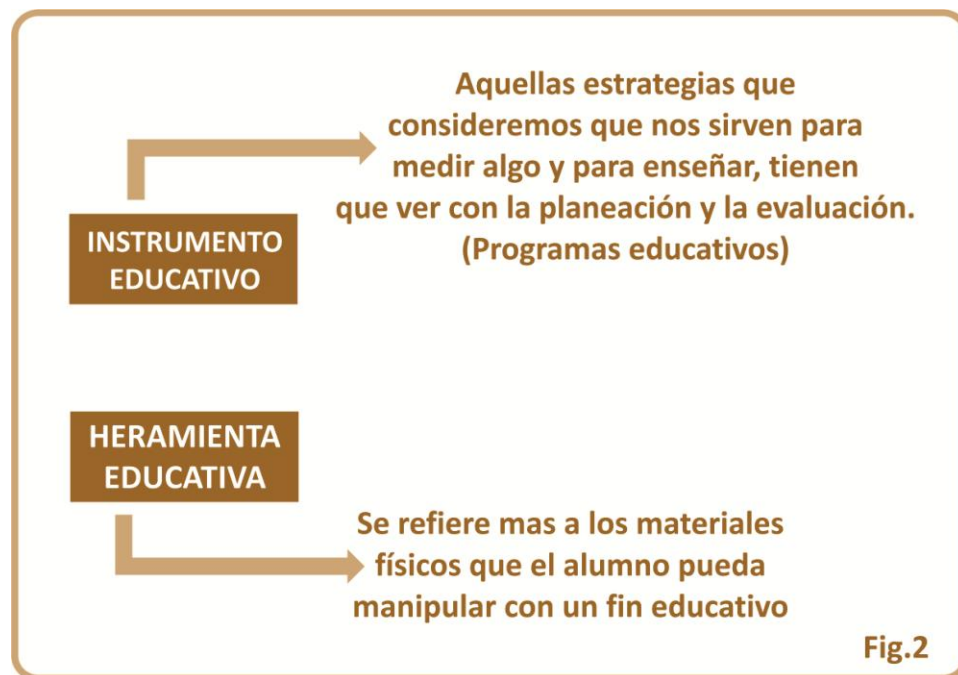 Aquellas estrategias que
consideremos que nos sirven para
medir algo y para enseñar, tienen
que ver con la planeación y la evaluación.
(Programas educativos)
INSTRUMENTO
EDUCATIVO
HERAMIENTA
EDUCATIVA
Se refiere mas a los materiales
físicos que el alumno pueda
manipular con un fin educativo
Fig.2